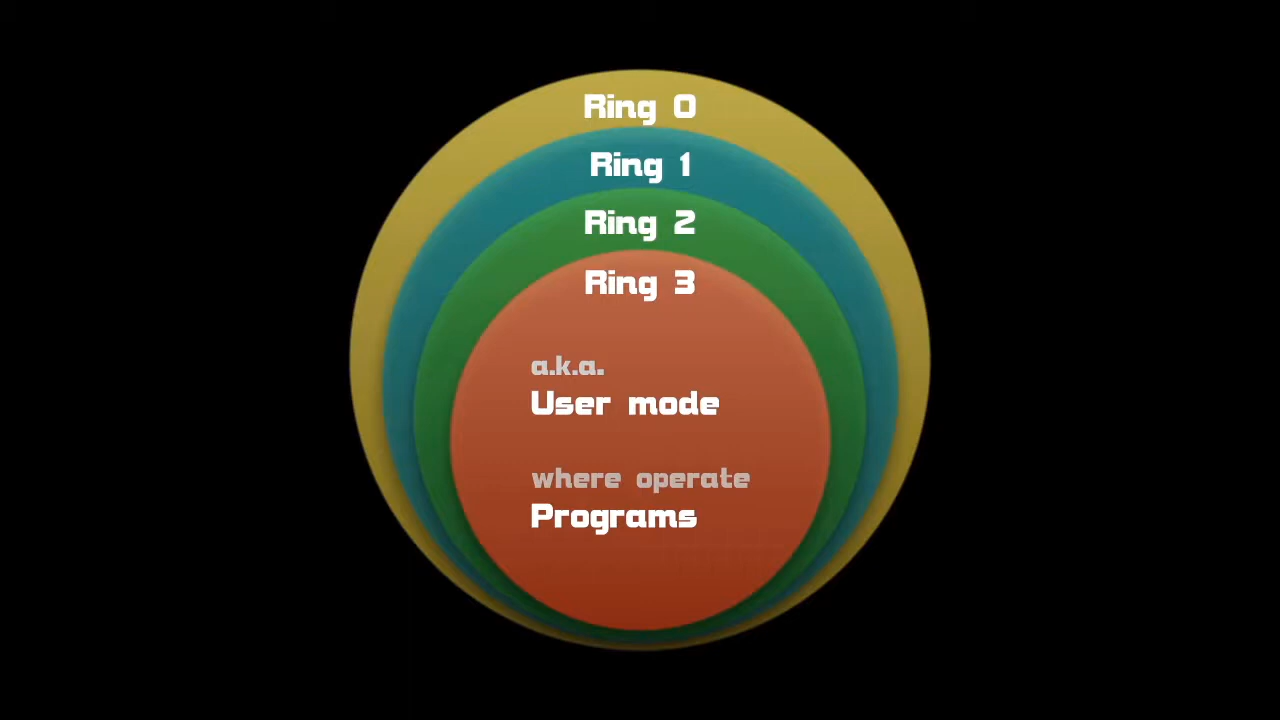 Ring 0
Ring 1
Ring 2
Ring 3
a.k.a.
User mode
where operate
Programs